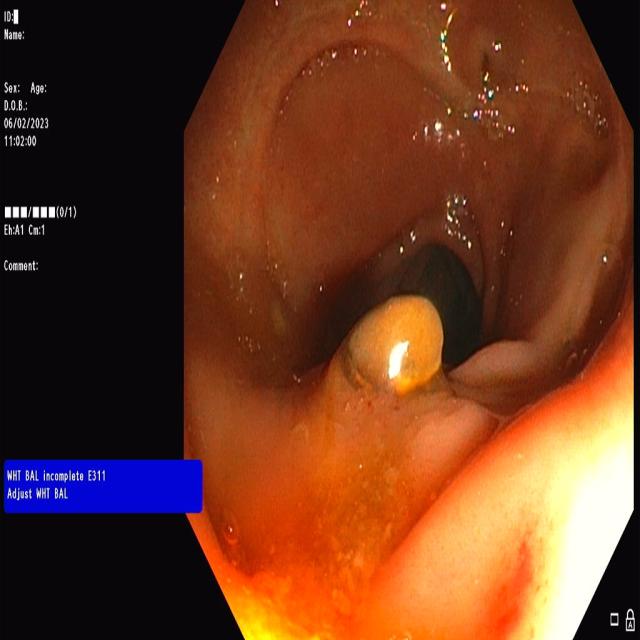 ID:
Name:
Sex: Age:
D.O.B.:
06/02/2023
11:02:00
■■■/■■■(0/1)
Eh:A1 Cm:1
Comment:
WHT BAL incomplete E311
Adjust WHT BAL
A